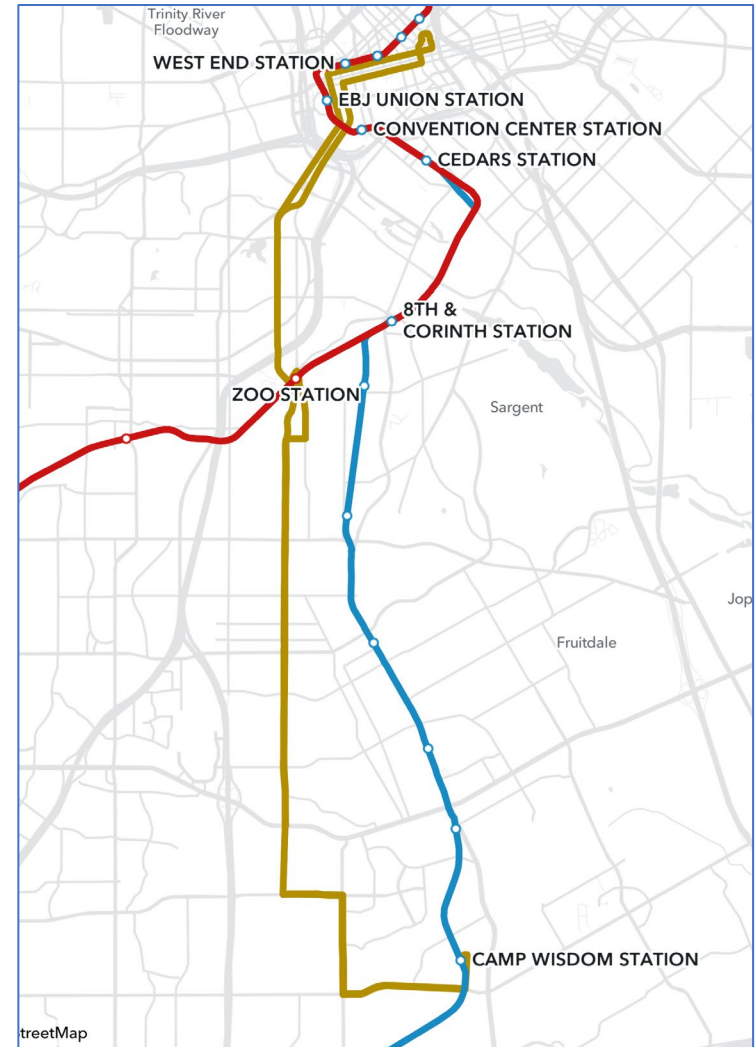 Trinity River
Floodway
WEST END STATION
EBJ UNION STATION
CONVENTION CENTER STATION
CEDARS STATION
8TH &
CORINTH STATION
ZOO STATION
Sargent
Jop
Fruitdale
CAMP WISDOM STATION
treetMap